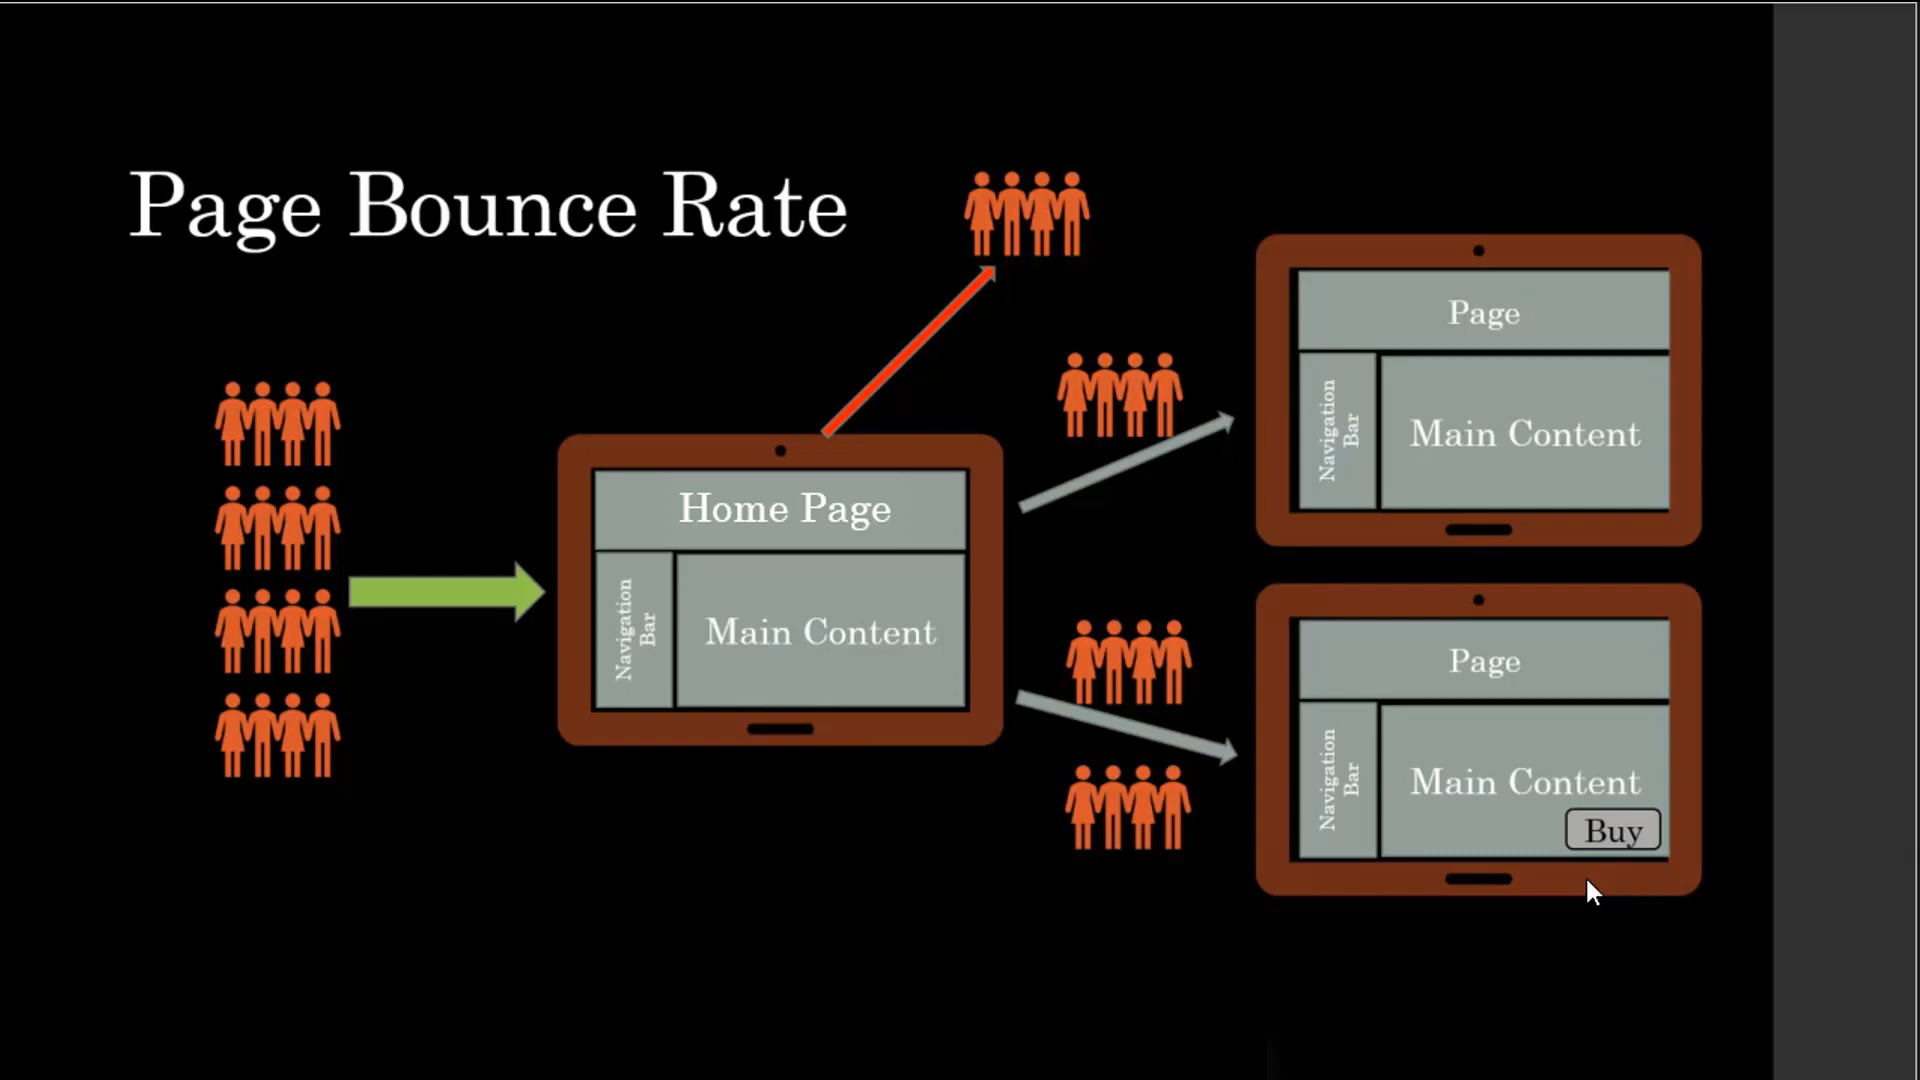 Page Bounce Rate
Home Page
Navigation
Bar
Main Content
Page
Navigation
Bar
Main Content
Page
Navigation
Bar
Main Content
Buy